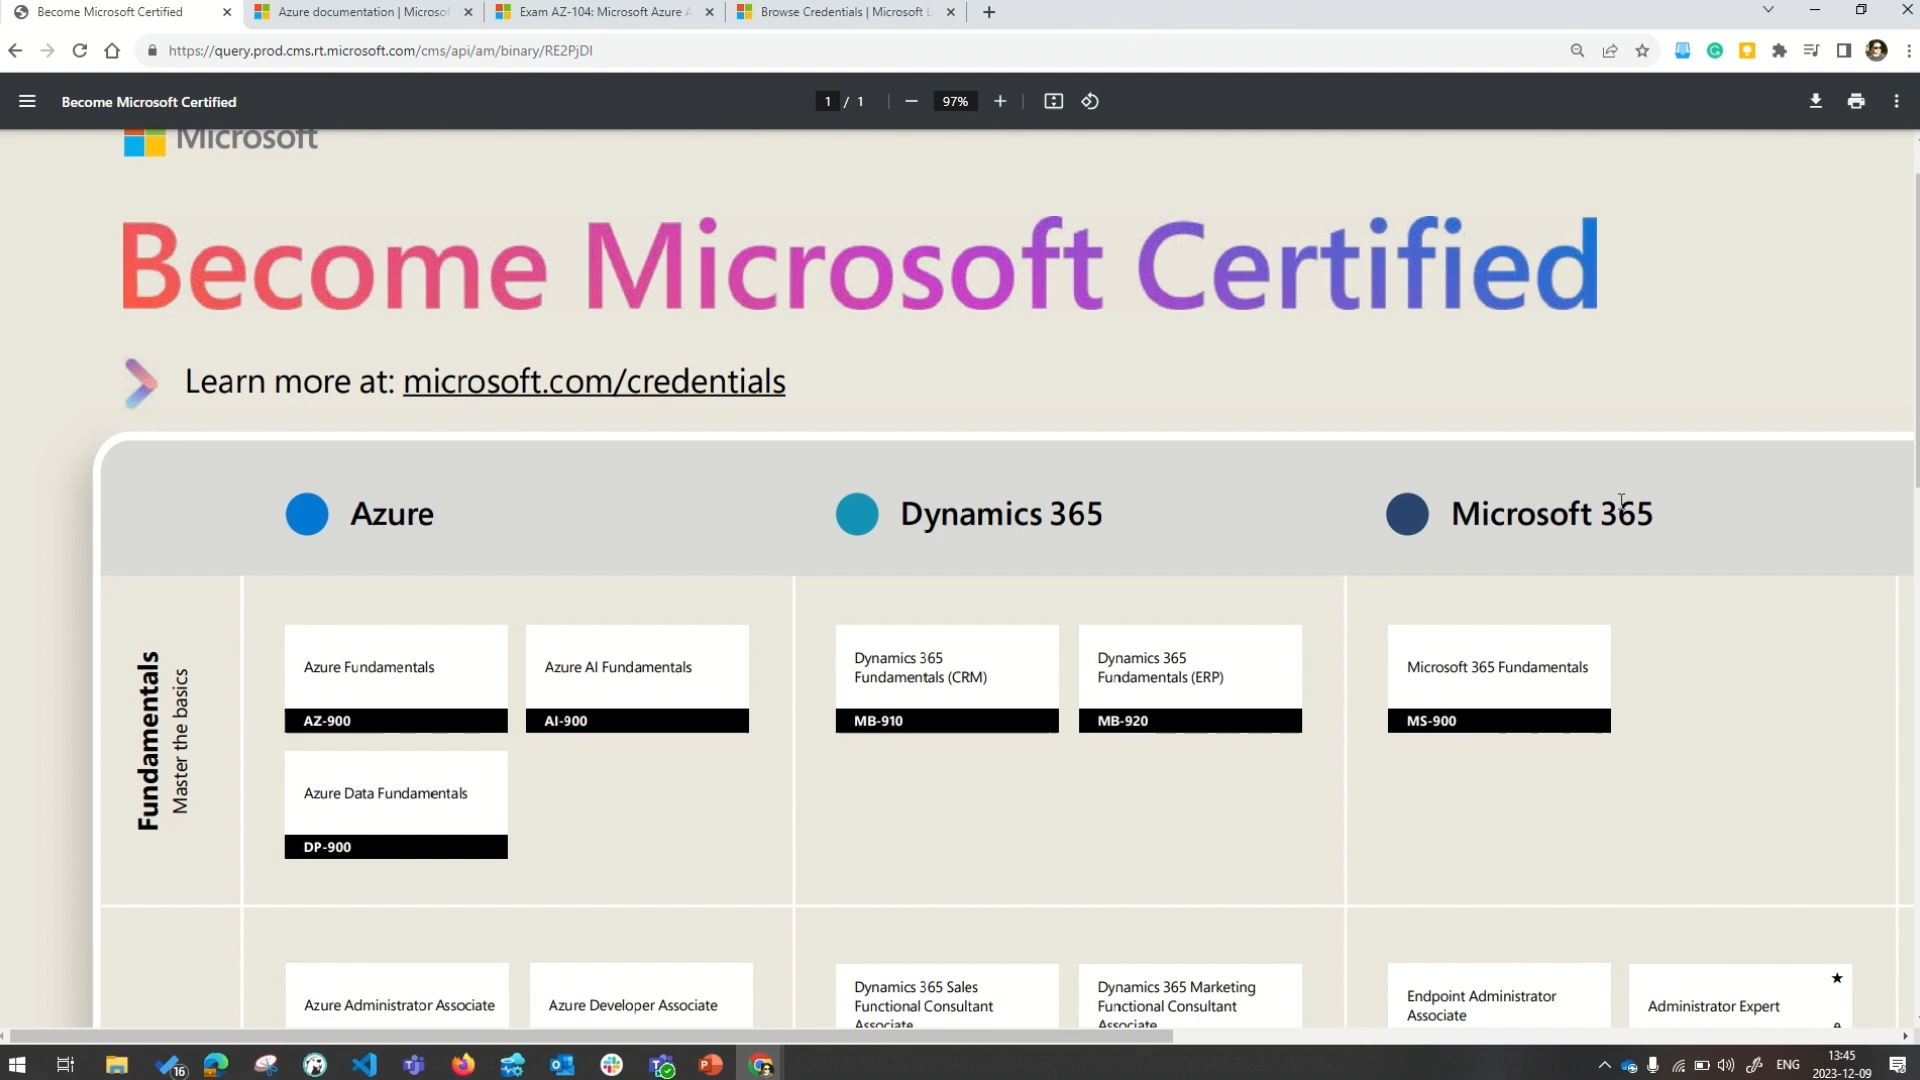 Become Microsoft Certified
Azure documentation | Microsof
Exam AZ-104: Microsoft Azure A
Browse Credentials | Microsoft L
https://query.prod.cms.rt.microsoft.com/cms/api/am/binary/RE2PjDI
Become Microsoft Certified
1 / 1
97%
Microsoft
Become Microsoft Certified
Learn more at: microsoft.com/credentials
Azure
Dynamics 365
Microsoft 365
Fundamentals
Master the basics
Azure Fundamentals
AZ-900
Azure AI Fundamentals
AI-900
Azure Data Fundamentals
DP-900
Dynamics 365
Fundamentals (CRM)
MB-910
Dynamics 365
Fundamentals (ERP)
MB-920
Microsoft 365 Fundamentals
MS-900
Azure Administrator Associate
Azure Developer Associate
Dynamics 365 Sales
Functional Consultant
Associate
Dynamics 365 Marketing
Functional Consultant
Associate
Endpoint Administrator
Associate
Administrator Expert
16
ENG
13:45
2023-12-09